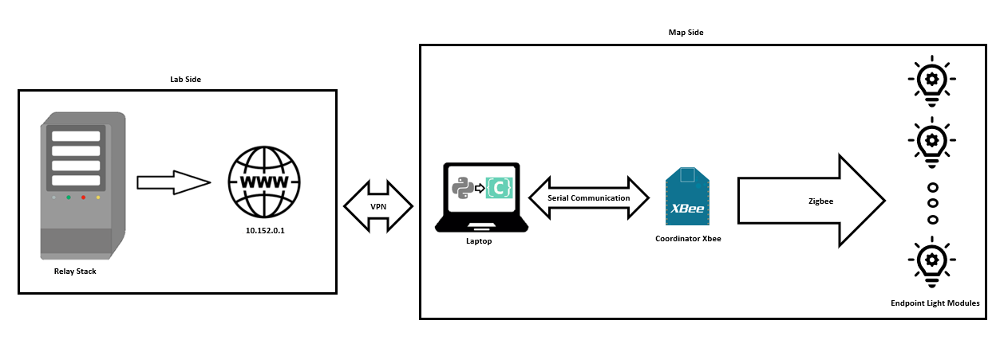 Map Side
Lab Side
WWW
10.152.0.1
Relay Stack
VPN
{C}
Laptop
Serial Communication
XBee
Coordinator Xbee
Zigbee
Endpoint Light Modules